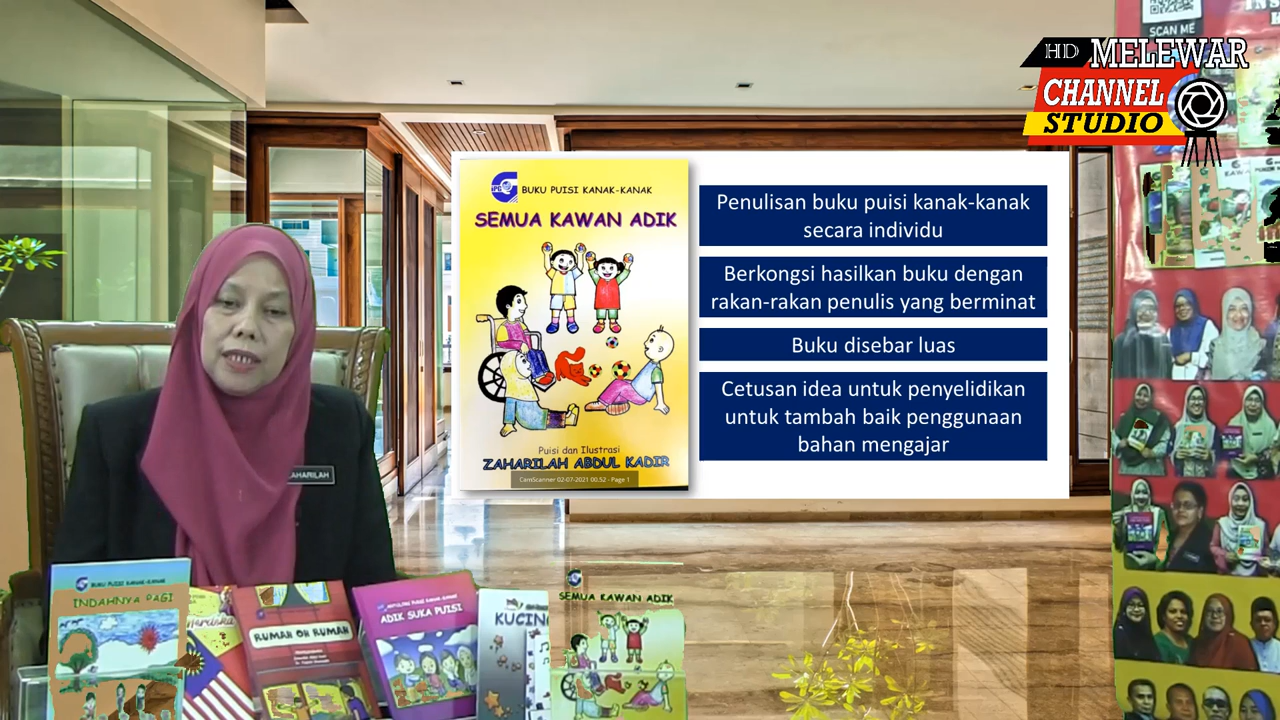 SCAN ME
HD MELEWAR
CHANNEL
STUDIO
IPG BUKU PUISI KANAK-KANAK
SEMUA KAWAN ADIK
Puisi dan Ilustrasi
ZAHARILAH ABDUL KADIR
CamScanner 02-07-2021 00.52 - Page 1
Penulisan buku puisi kanak-kanak
secara individu
Berkongsi hasilkan buku dengan
rakan-rakan penulis yang berminat
Buku disebar luas
Cetusan idea untuk penyelidikan
untuk tambah baik penggunaan
bahan mengajar
ZAHARILAH
BUKU PUISI KANAK-KANAK
INDAHNYA PAGI
Merdeka
RUMAH OH RUMAH
ADIK SUKA PUISI
KUCING
SEMUA KAWAN ADIK